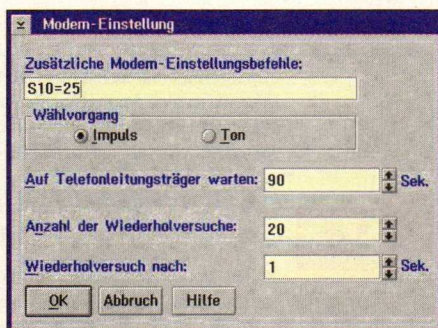 Modem-Einstellung
Zusätzliche Modem-Einstellungsbefehle:
S10=25
Wählvorgang
Impuls Ton
Auf Telefonleitungsträger warten: 90 Sek.
Anzahl der Wiederholversuche: 20
Wiederholversuch nach: 1 Sek.
OK Abbruch Hilfe